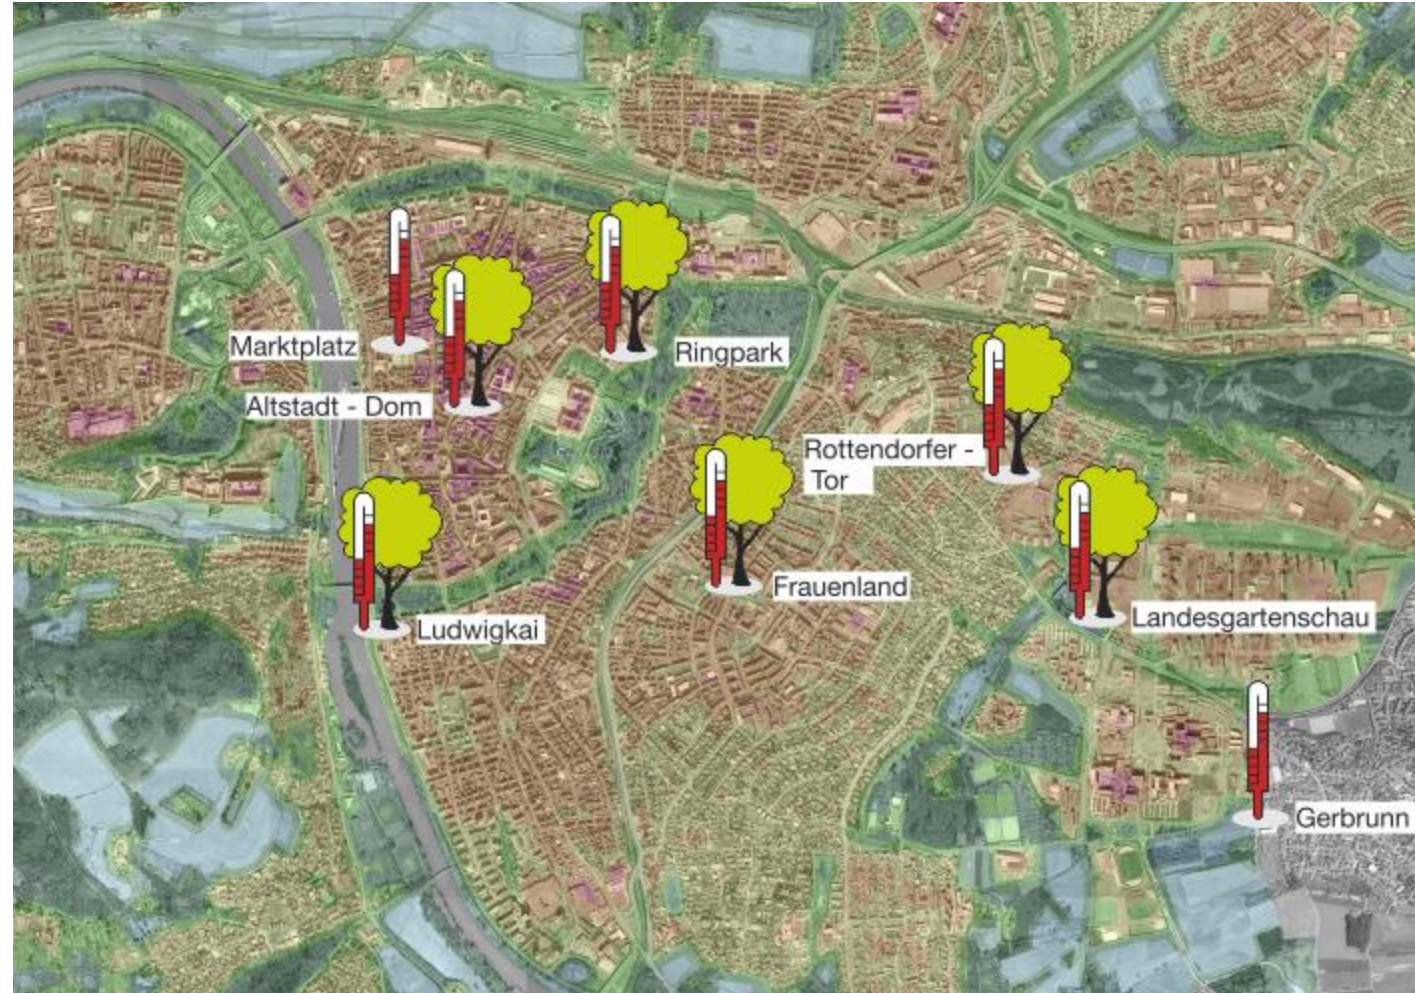 Marktplatz
Ringpark
Altstadt - Dom
Rottendorfer -
Tor
Frauenland
Ludwigkai
Landesgartenschau
Gerbrunn